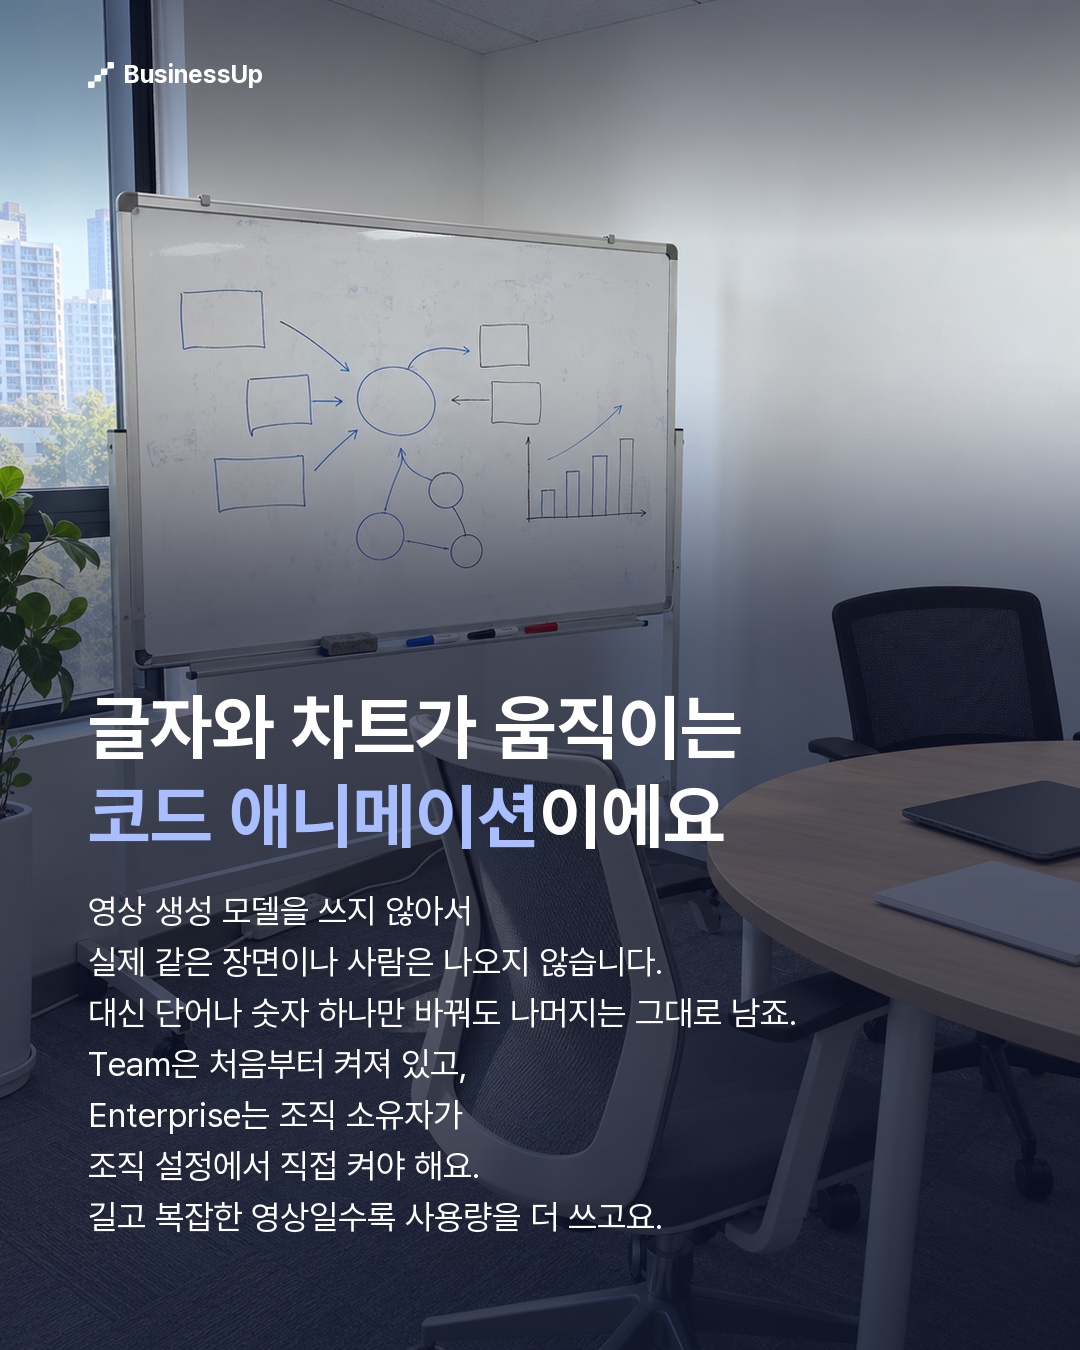 BusinessUp
글자와 차트가 움직이는
코드 애니메이션이에요
영상 생성 모델을 쓰지 않아서
실제 같은 장면이나 사람은 나오지 않습니다.
대신 단어나 숫자 하나만 바꿔도 나머지는 그대로 남죠.
Team은 처음부터 켜져 있고,
Enterprise는 조직 소유자가
조직 설정에서 직접 켜야 해요.
길고 복잡한 영상일수록 사용량을 더 쓰고요.